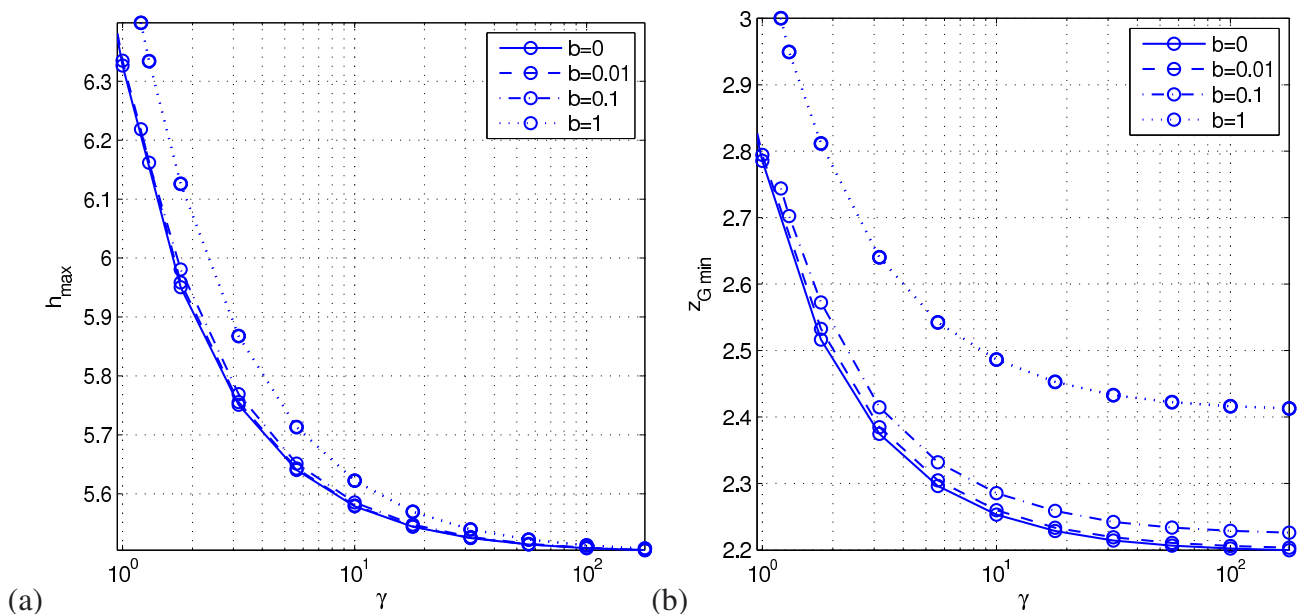 6.3
6.2
6.1
6
5.9
5.8
5.7
5.6
h_max
10^0
10^1
10^2
γ
b=0
b=0.01
b=0.1
b=1
(a)
3
2.9
2.8
2.7
2.6
2.5
2.4
2.3
2.2
z_G min
10^0
10^1
10^2
γ
b=0
b=0.01
b=0.1
b=1
(b)